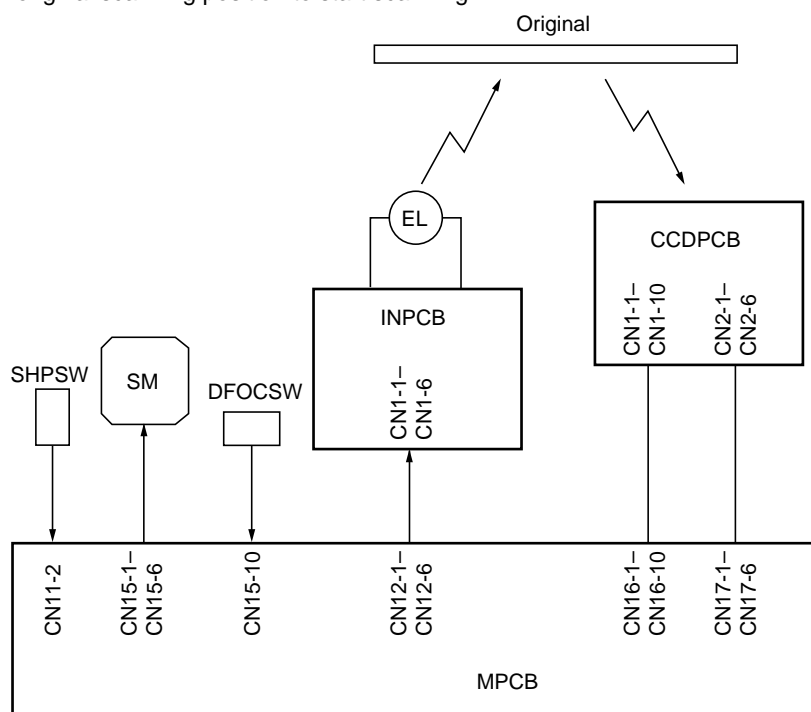 Original
EL
CCDPCB
CN1-1–
CN1-10
CN2-1–
CN2-6
INPCB
CN1-1–
CN1-6
SHPSW
SM
DFOCSW
CN11-2
CN15-1–
CN15-6
CN15-10
CN12-1–
CN12-6
CN16-1–
CN16-10
CN17-1–
CN17-6
MPCB